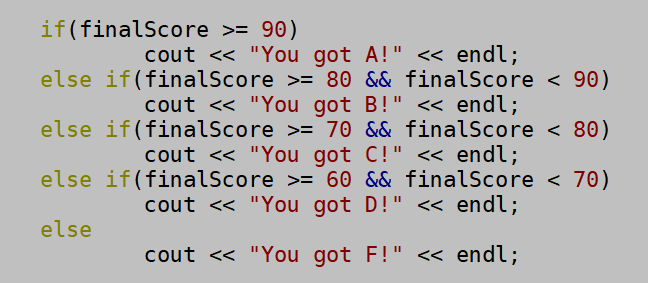 if(finalScore >= 90)
cout << "You got A!" << endl;
else if(finalScore >= 80 && finalScore < 90)
cout << "You got B!" << endl;
else if(finalScore >= 70 && finalScore < 80)
cout << "You got C!" << endl;
else if(finalScore >= 60 && finalScore < 70)
cout << "You got D!" << endl;
else
cout << "You got F!" << endl;